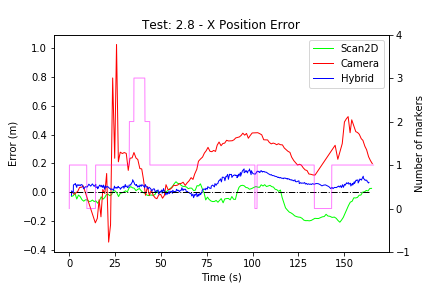 Test: 2.8 - X Position Error
Error (m)
1.0
0.8
0.6
0.4
0.2
0.0
−0.2
−0.4
Scan2D
Camera
Hybrid
4
3
2
1
0
−1
Number of markers
0 25 50 75 100 125 150
Time (s)